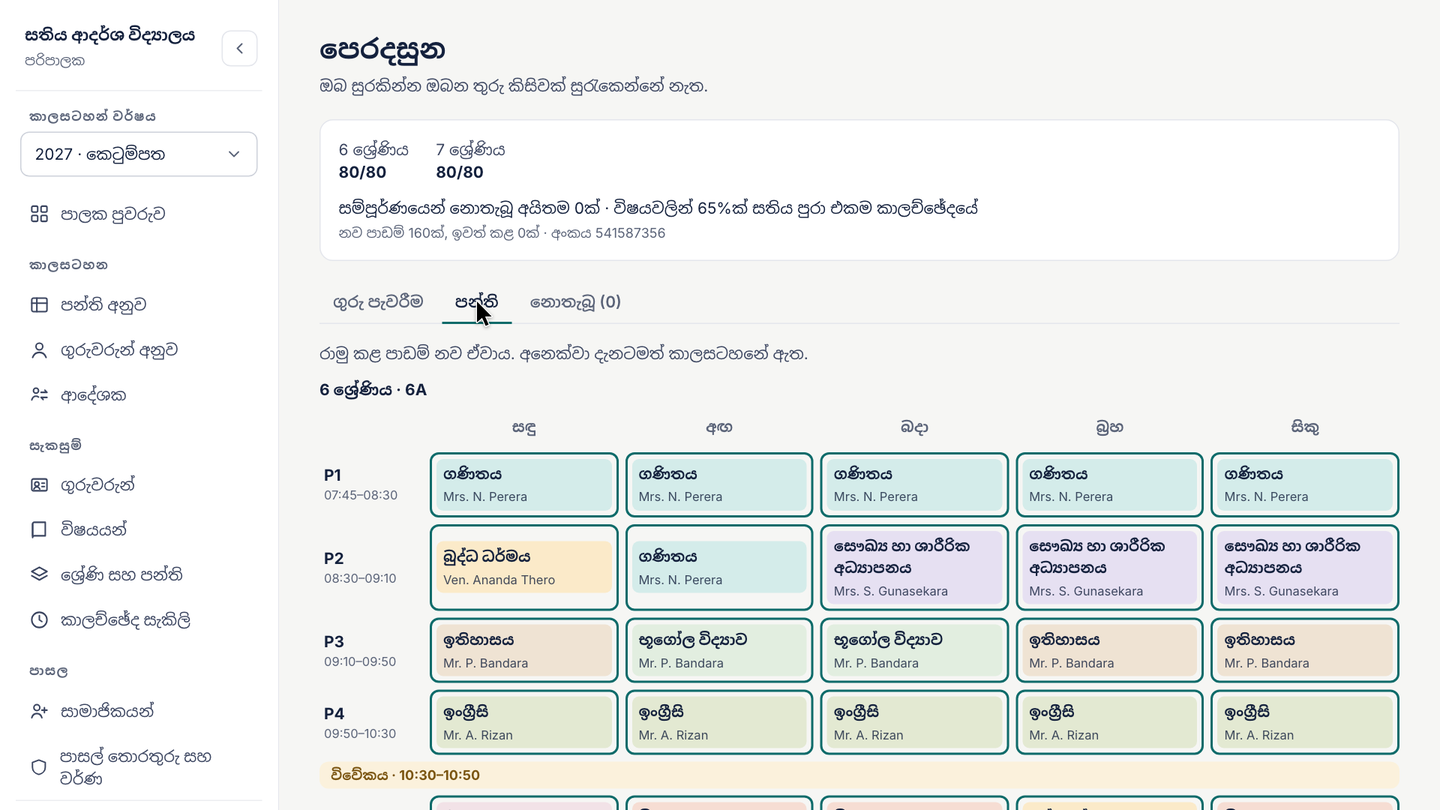 සතිය ආදර්ශ විද්‍යාලය
පරිපාලක
කාලසටහන් වර්ෂය
2027 · කෙටුම්පත
පාලක පුවරුව
කාලසටහන
පන්ති අනුව
ගුරුවරුන් අනුව
ආදේශක
සැකසුම්
ගුරුවරුන්
විෂයයන්
ශ්‍රේණි සහ පන්ති
කාලච්ඡේද සැකිලි
පාසල
සාමාජිකයන්
පාසල් තොරතුරු සහ
වර්ණ
පෙරදසුන
ඔබ සුරකින්න ඔබන තුරු කිසිවක් සුරැකෙන්නේ නැත.
6 ශ්‍රේණිය 7 ශ්‍රේණිය
80/80 80/80
සම්පූර්ණයෙන් නොතැබූ අයිතම 0ක් · විෂයවලින් 65%ක් සතිය පුරා එකම කාලච්ඡේදයේ
නව පාඩම් 160ක්, ඉවත් කළ 0ක් · අංකය 541587356
ගුරු පැවරීම පන්ති නොතැබූ (0)
රාමු කළ පාඩම් නව ඒවාය. අනෙක්වා දැනටමත් කාලසටහනේ ඇත.
6 ශ්‍රේණිය · 6A
සඳු අඟ බදා බ්‍රහ සිකු
P1 ගණිතය ගණිතය ගණිතය ගණිතය ගණිතය
07:45–08:30 Mrs. N. Perera Mrs. N. Perera Mrs. N. Perera Mrs. N. Perera Mrs. N. Perera
P2 බුද්ධ ධර්මය ගණිතය සෞඛ්‍ය හා ශාරීරික අධ්‍යාපනය සෞඛ්‍ය හා ශාරීරික අධ්‍යාපනය සෞඛ්‍ය හා ශාරීරික අධ්‍යාපනය
08:30–09:10 Ven. Ananda Thero Mrs. N. Perera Mrs. S. Gunasekara Mrs. S. Gunasekara Mrs. S. Gunasekara
P3 ඉතිහාසය භූගෝල විද්‍යාව භූගෝල විද්‍යාව ඉතිහාසය ඉතිහාසය
09:10–09:50 Mr. P. Bandara Mr. P. Bandara Mr. P. Bandara Mr. P. Bandara Mr. P. Bandara
P4 ඉංග්‍රීසි ඉංග්‍රීසි ඉංග්‍රීසි ඉංග්‍රීසි ඉංග්‍රීසි
09:50–10:30 Mr. A. Rizan Mr. A. Rizan Mr. A. Rizan Mr. A. Rizan Mr. A. Rizan
විවේකය · 10:30–10:50